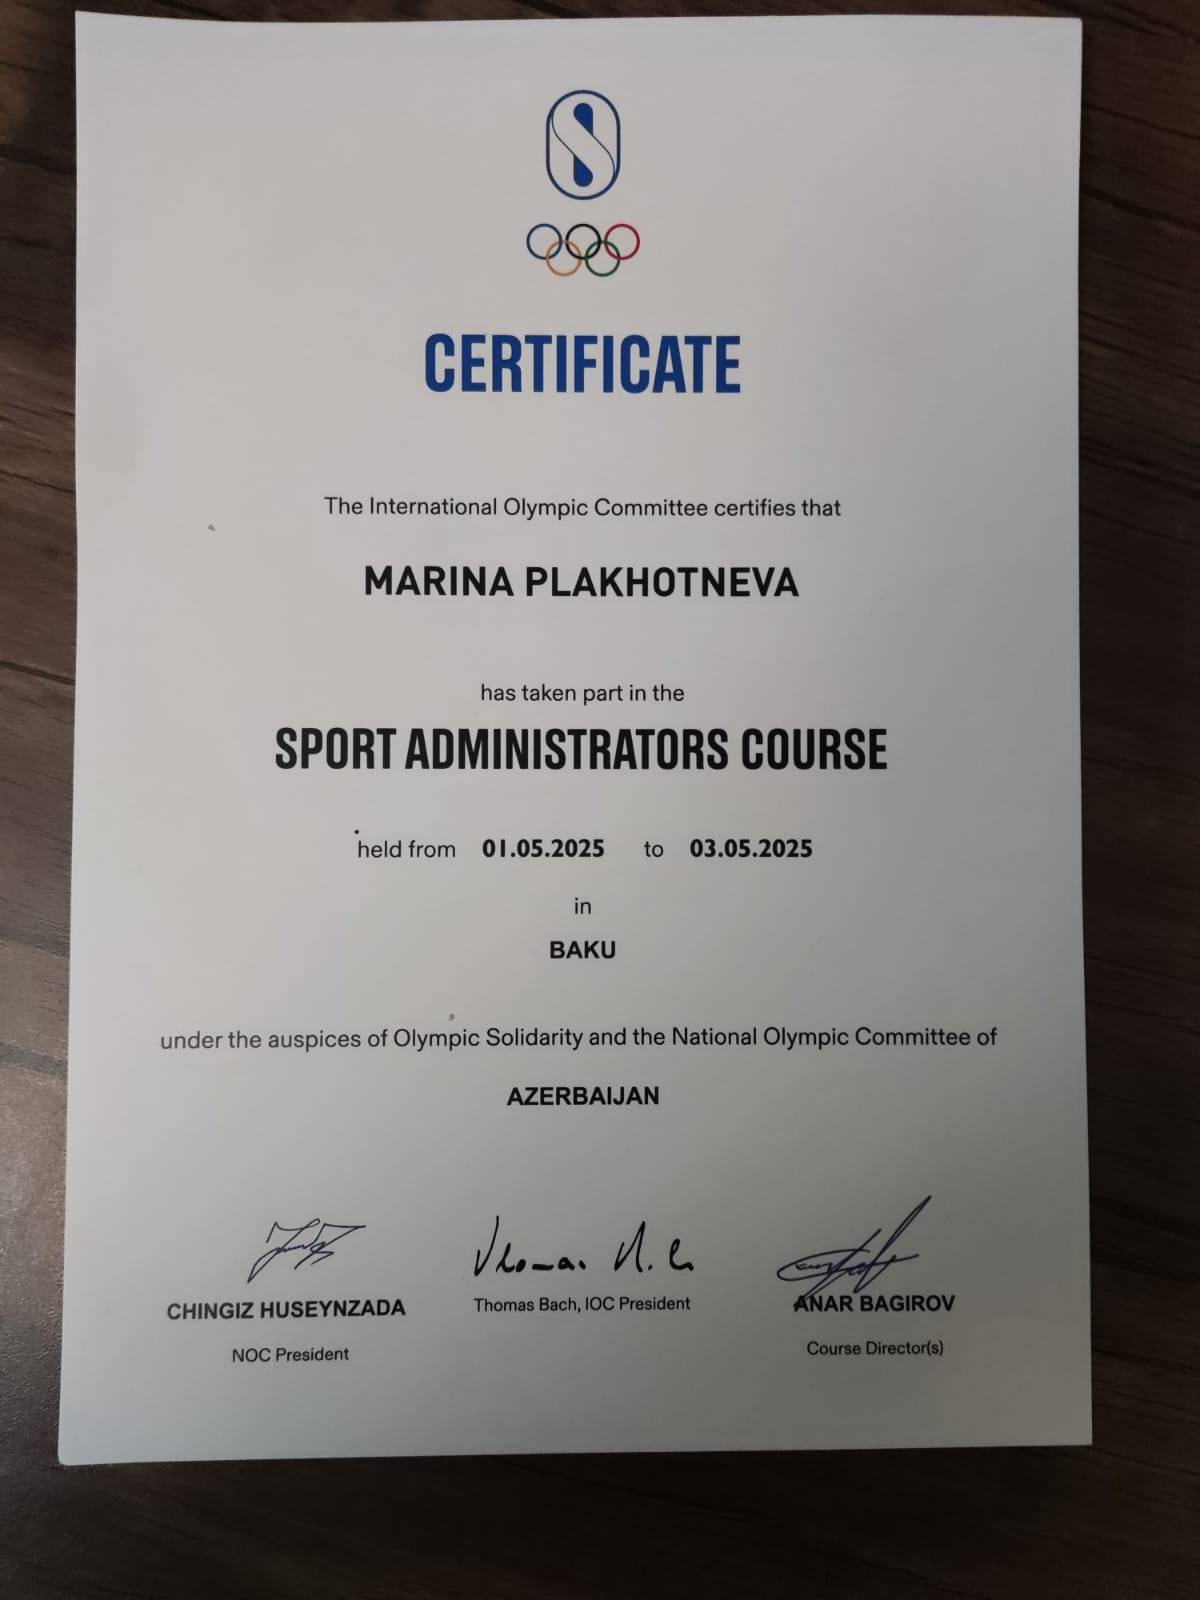 CERTIFICATE
The International Olympic Committee certifies that
MARINA PLAKHOTNEVA
has taken part in the
SPORT ADMINISTRATORS COURSE
held from 01.05.2025 to 03.05.2025
in
BAKU
under the auspices of Olympic Solidarity and the National Olympic Committee of
AZERBAIJAN
CHINGIZ HUSEYNZADA
NOC President
Thomas Bach, IOC President
ANAR BAGIROV
Course Director(s)